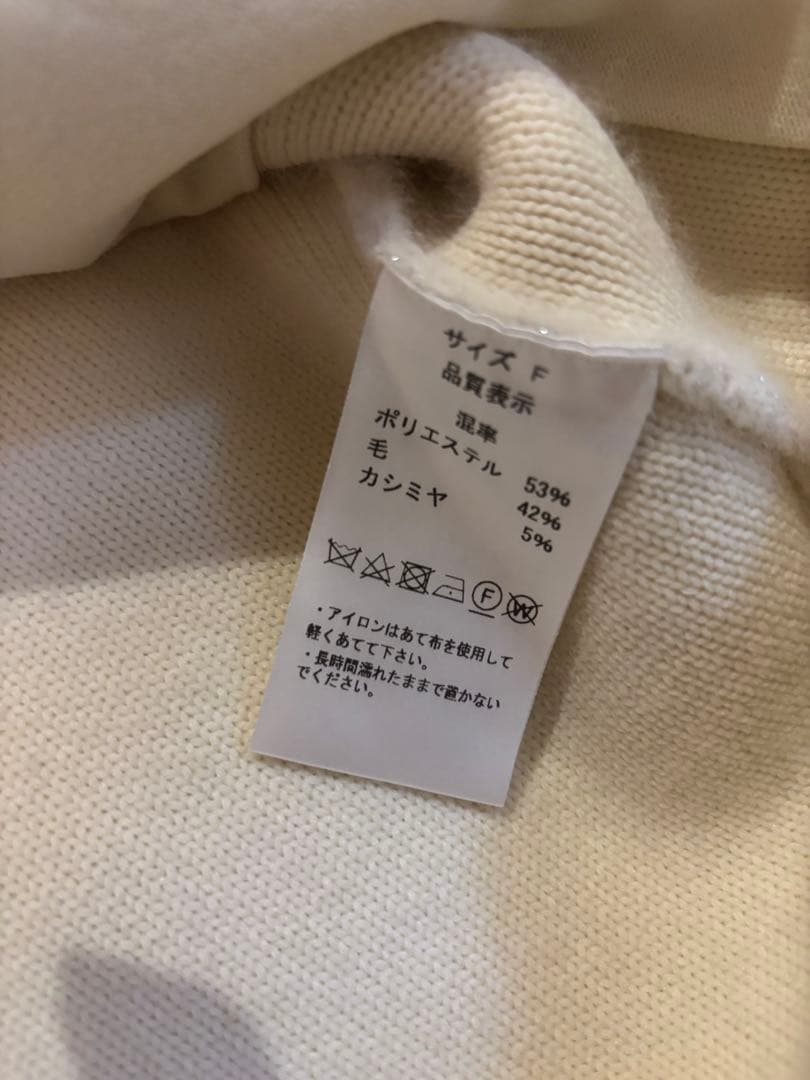 サイズ F
品質表示
混率
ポリエステル 53%
毛 42%
カシミヤ 5%
F W
・アイロンはあて布を使用して
軽くあてて下さい。
・長時間濡れたままで置かない
でください。